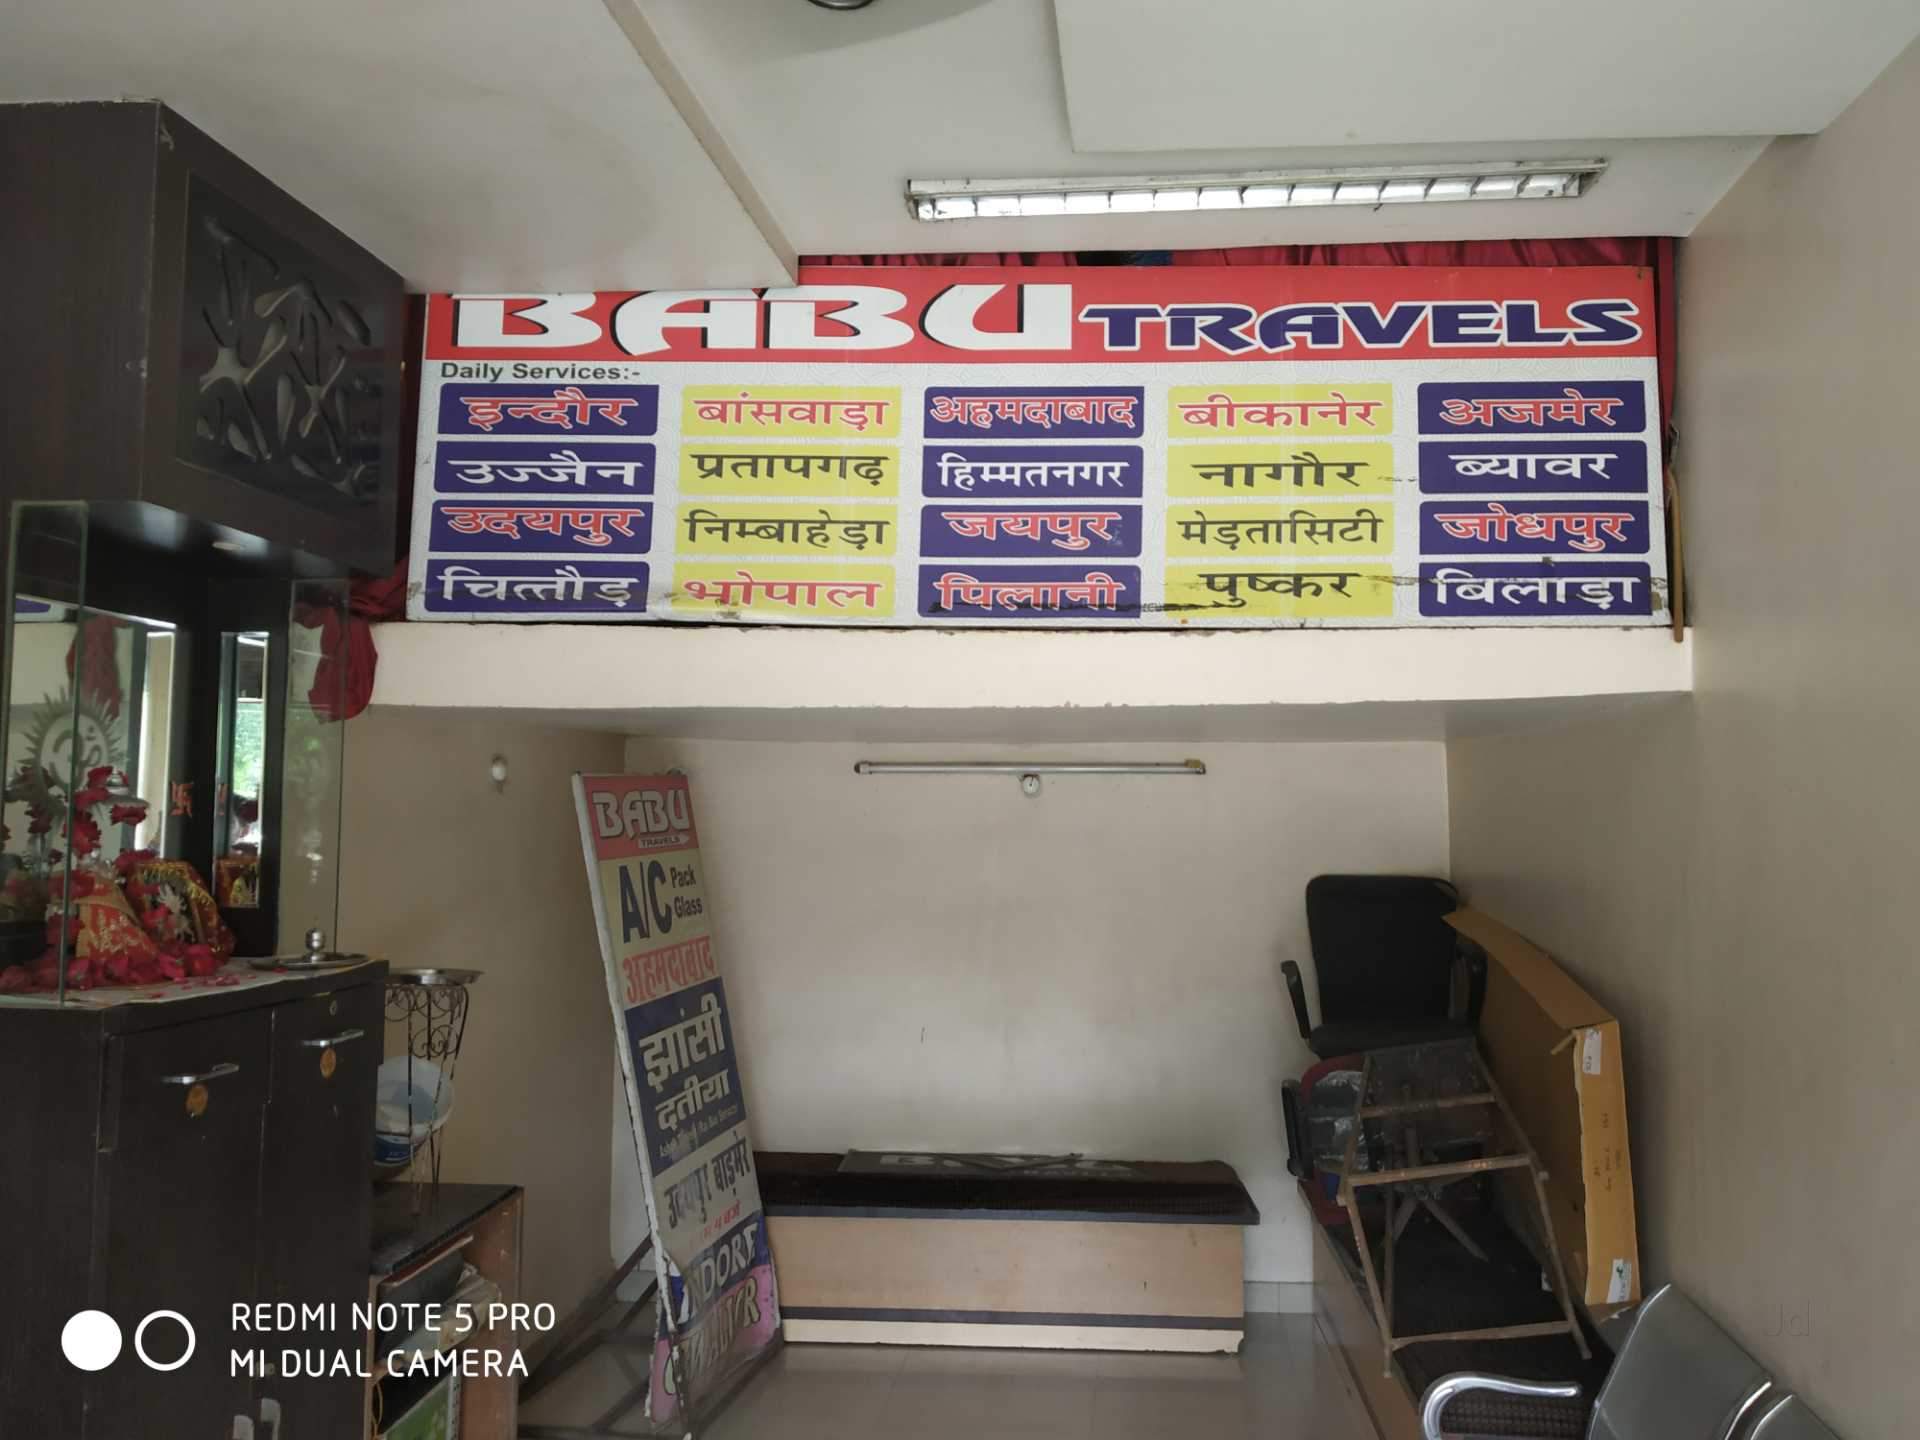 BABU TRAVELS
Daily Services:-
इन्दौर बांसवाड़ा अहमदाबाद बीकानेर अजमेर
उज्जैन प्रतापगढ़ हिम्मतनगर नागौर ब्यावर
उदयपुर निम्बाहेड़ा जयपुर मेड़तासिटी जोधपुर
चित्तौड़ भोपाल पिलानी पुष्कर बिलाड़ा
BABU
TRAVELS
A/C Pack
Glass
अहमदाबाद
झांसी
दतीया
उदयपुर बाड़मेर
REDMI NOTE 5 PRO
MI DUAL CAMERA
Jd